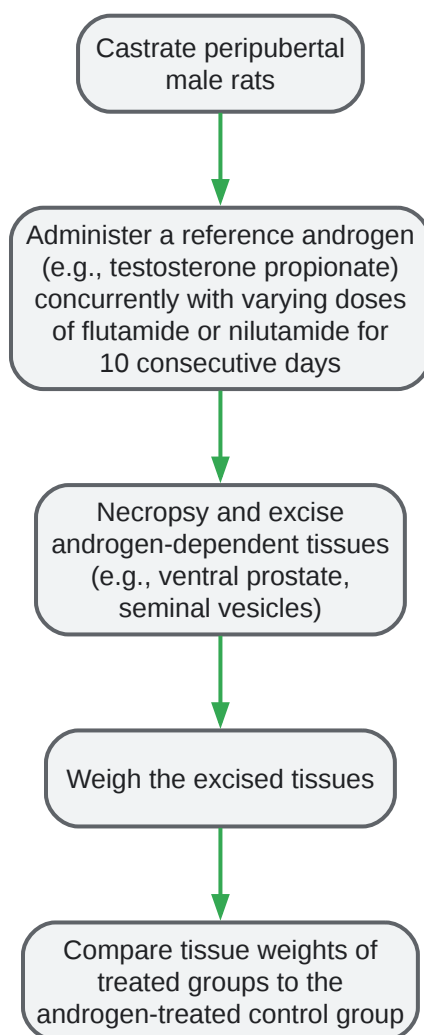 Castrate peripubertal
male rats
Administer a reference androgen
(e.g., testosterone propionate)
concurrently with varying doses
of flutamide or nilutamide for
10 consecutive days
Necropsy and excise
androgen-dependent tissues
(e.g., ventral prostate,
seminal vesicles)
Weigh the excised tissues
Compare tissue weights of
treated groups to the
androgen-treated control group